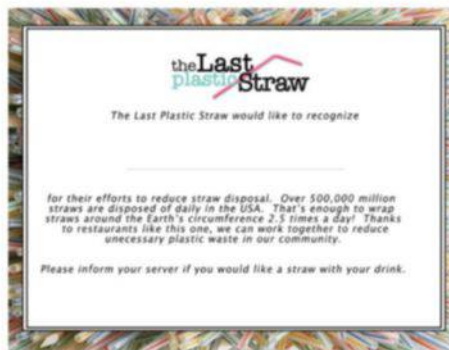 the Last
plastic Straw
The Last Plastic Straw would like to recognize
for their efforts to reduce straw disposal. Over 500,000 million
straws are disposed of daily in the USA. That's enough to wrap
straws around the Earth's circumference 2.5 times a day! Thanks
to restaurants like this one, we can work together to reduce
unecessary plastic waste in our community.
Please inform your server if you would like a straw with your drink.